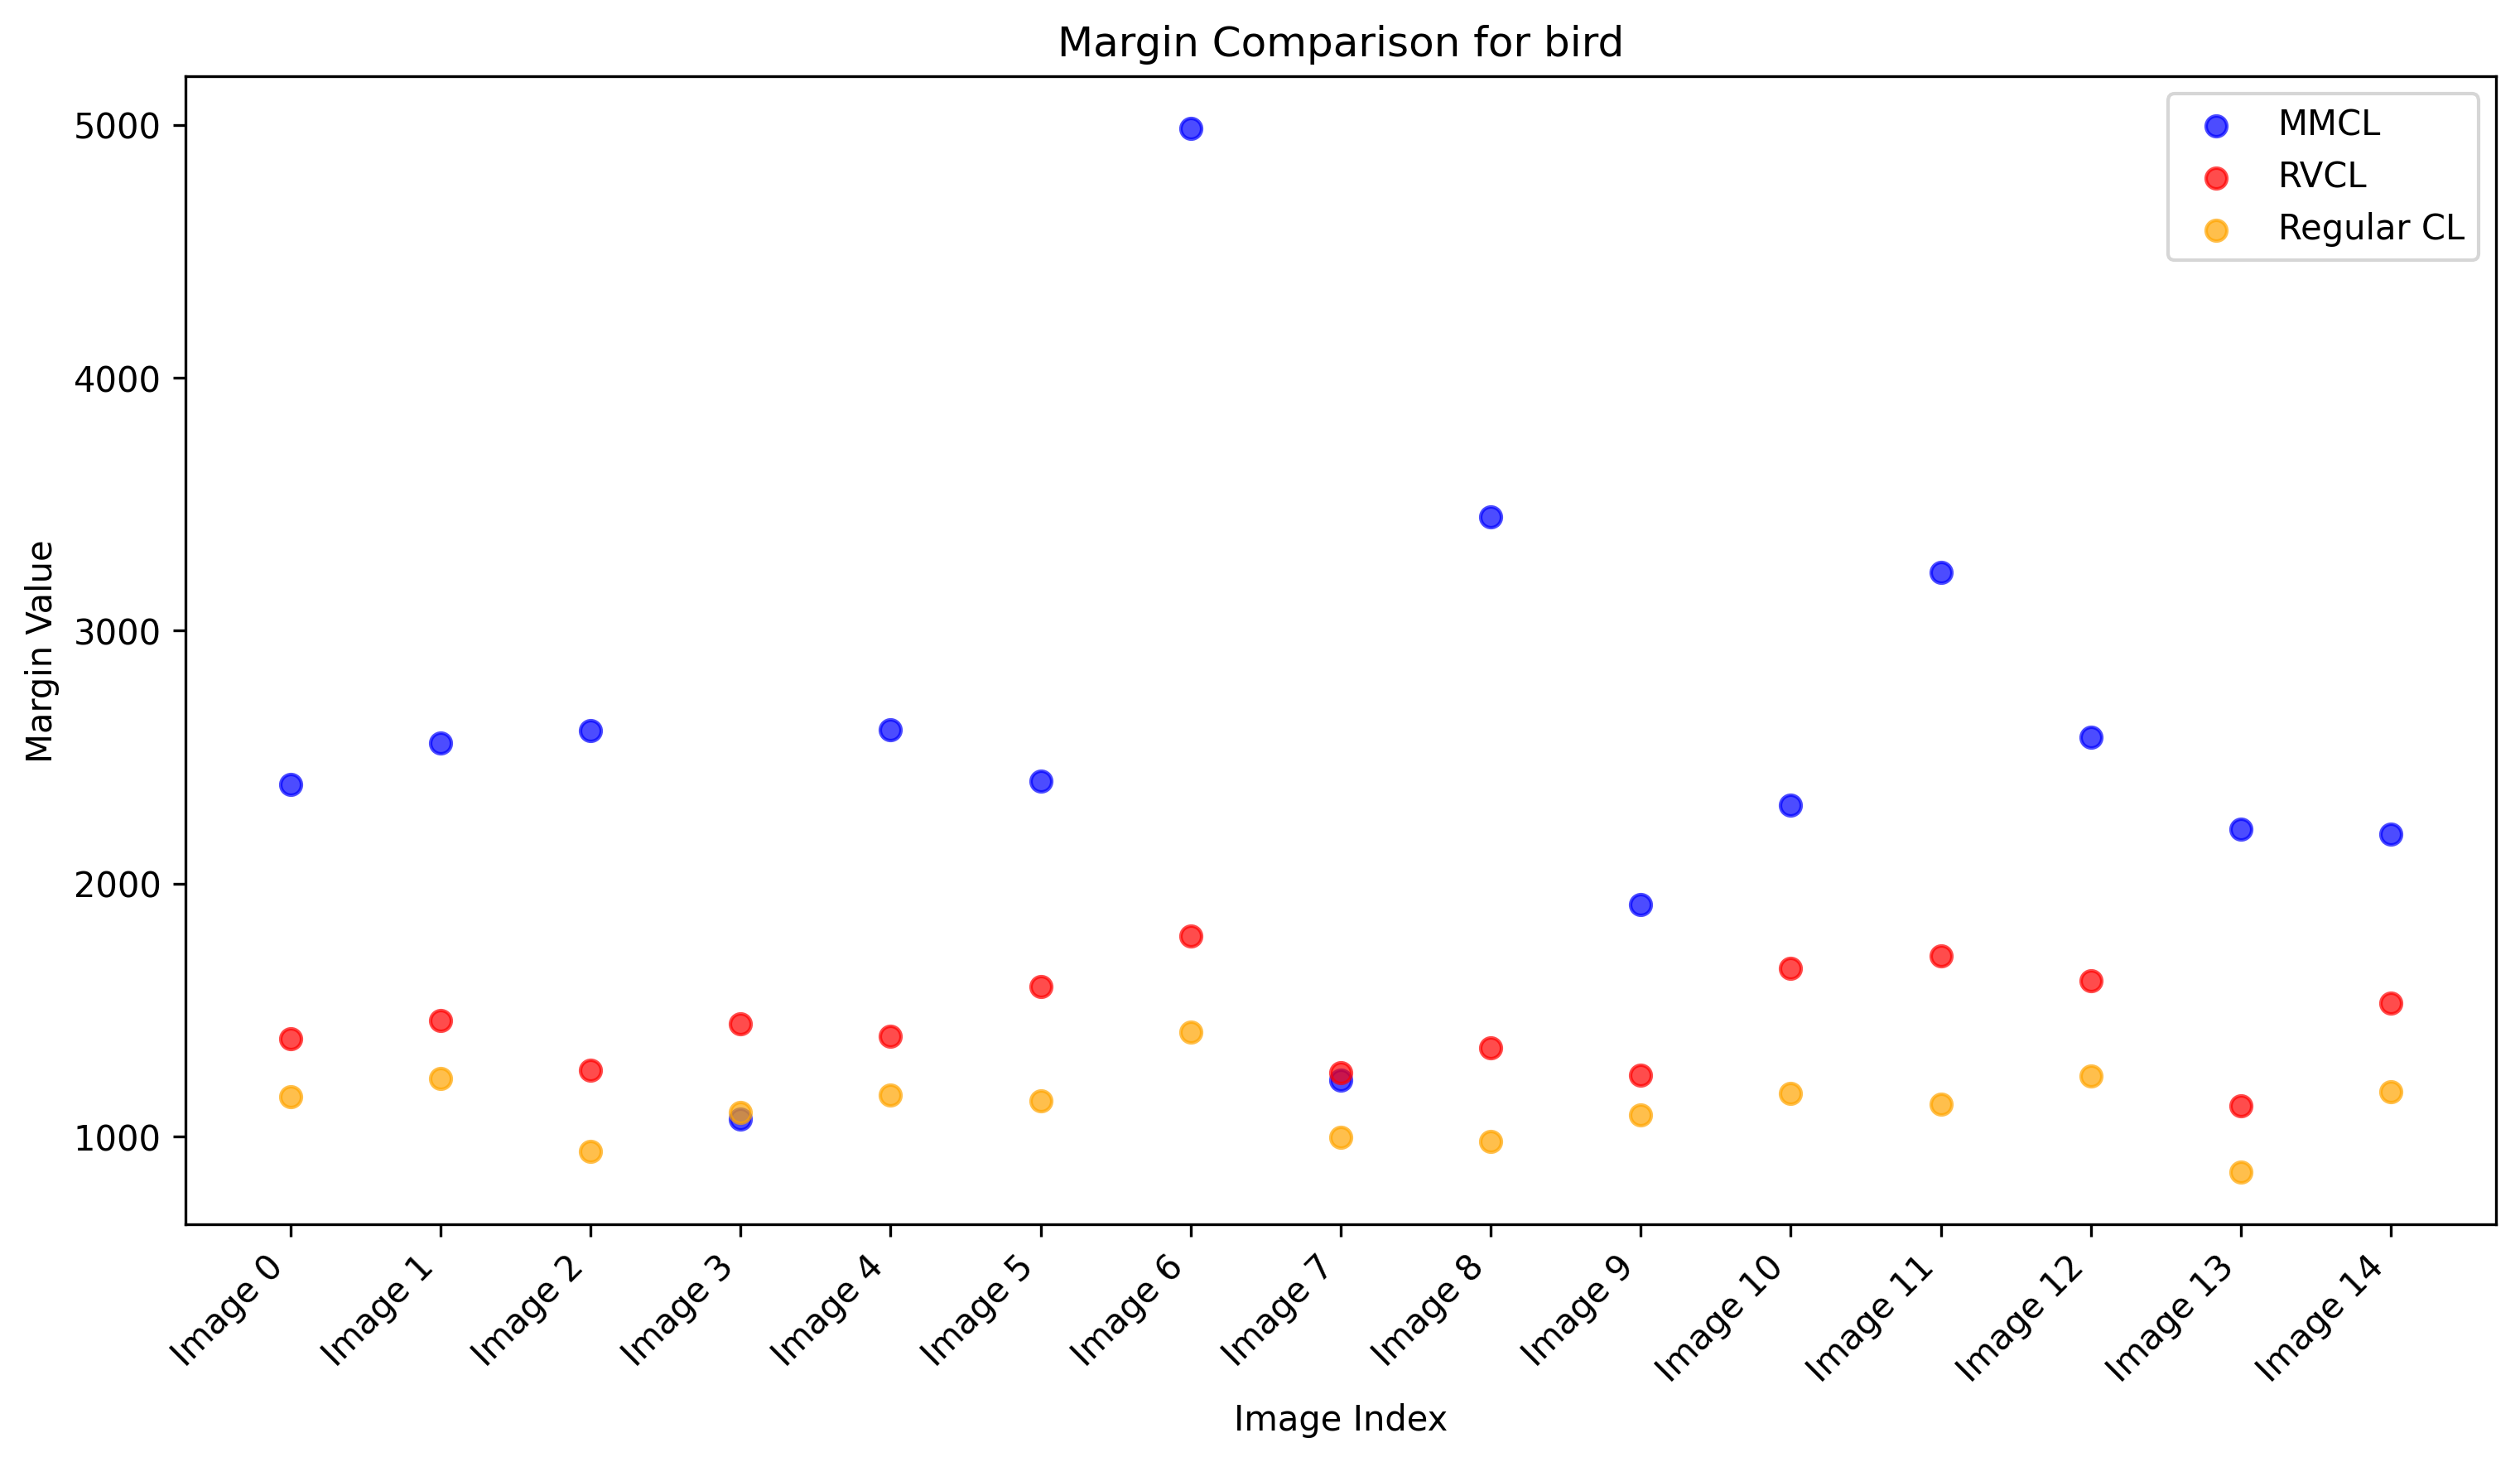 Margin Comparison for bird
MMCL
RVCL
Regular CL
Margin Value
5000
4000
3000
2000
1000
Image 0
Image 1
Image 2
Image 3
Image 4
Image 5
Image 6
Image 7
Image 8
Image 9
Image 10
Image 11
Image 12
Image 13
Image 14
Image Index